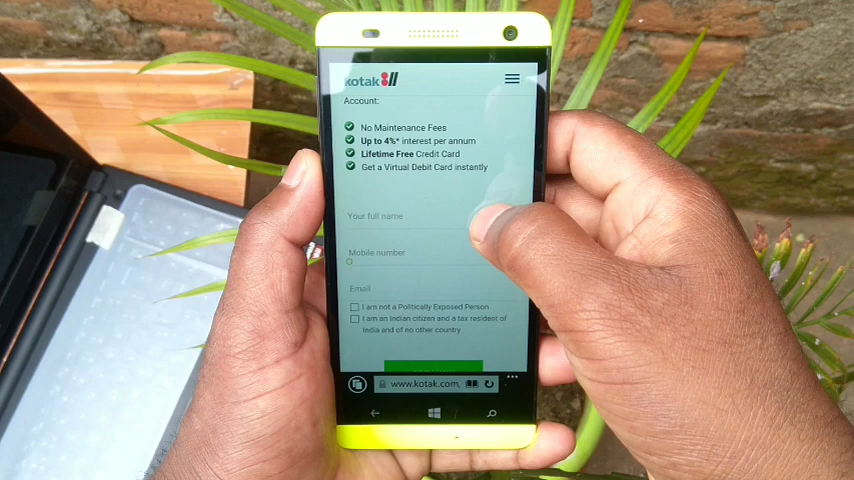 kotak811
Account:
No Maintenance Fees
Up to 4%* interest per annum
Lifetime Free Credit Card
Get a Virtual Debit Card instantly
Your full name
Mobile number
Email
I am not a Politically Exposed Person
I am an Indian citizen and a tax resident of
India and of no other country
www.kotak.com,